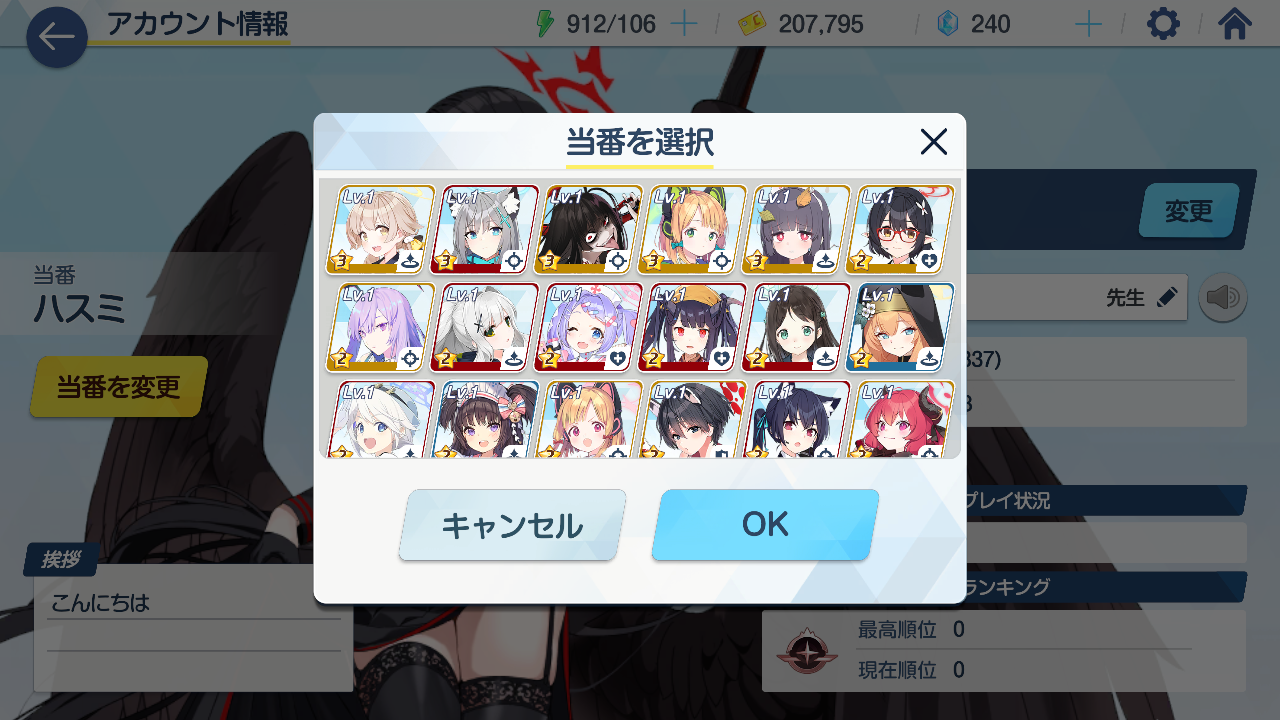 アカウント情報
912/106
207,795
240
当番を選択
Lv.1 Lv.1 Lv.1 Lv.1 Lv.1 Lv.1
3 3 3 3 3 2
Lv.1 Lv.1 Lv.1 Lv.1 Lv.1 Lv.1
2 2 2 2 2 2
Lv.1 Lv.1 Lv.1 Lv.1 Lv.1 Lv.1
変更
当番
ハスミ
先生
当番を変更
337)
3
キャンセル
OK
プレイ状況
挨拶
こんにちは
ランキング
最高順位 0
現在順位 0